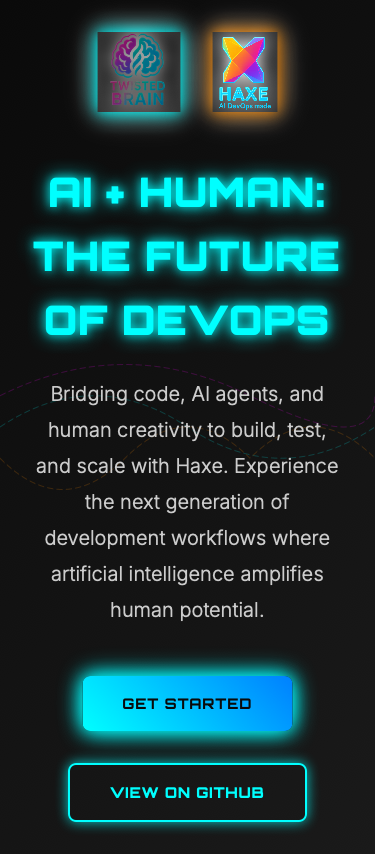 TWISTED
BRAIN
HAXE
AI DevOps made
AI + HUMAN:
THE FUTURE
OF DEVOPS
Bridging code, AI agents, and
human creativity to build, test,
and scale with Haxe. Experience
the next generation of
development workflows where
artificial intelligence amplifies
human potential.
GET STARTED
VIEW ON GITHUB